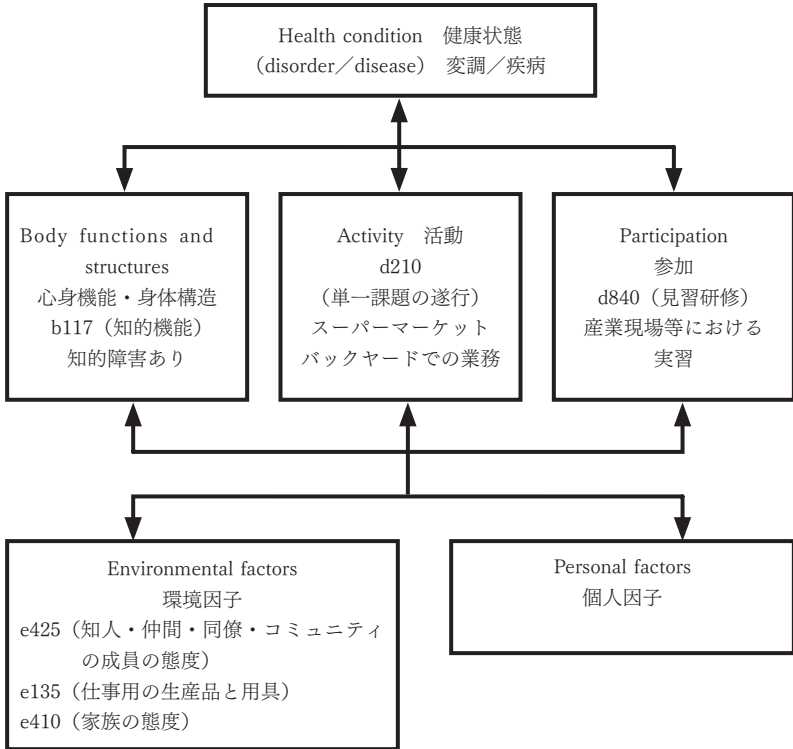 Health condition 健康状態
（disorder／disease） 変調／疾病
Body functions and
structures
心身機能・身体構造
b117（知的機能）
知的障害あり
Activity 活動
d210
（単一課題の遂行）
スーパーマーケット
バックヤードでの業務
Participation
参加
d840（見習研修）
産業現場等における
実習
Environmental factors
環境因子
e425（知人・仲間・同僚・コミュニティ
の成員の態度）
e135（仕事用の生産品と用具）
e410（家族の態度）
Personal factors
個人因子